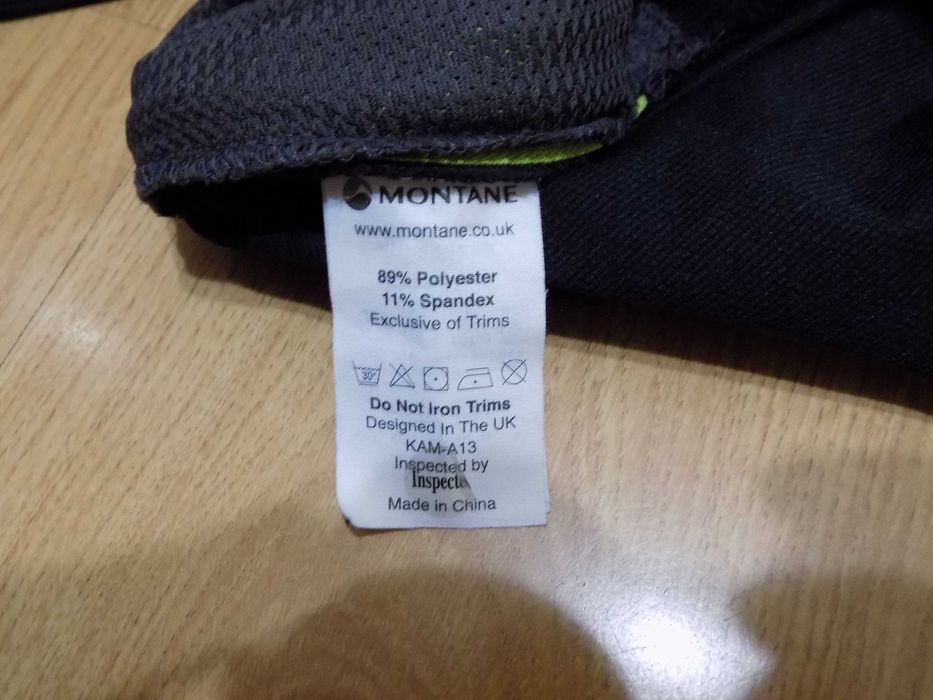 MONTANE
www.montane.co.uk
89% Polyester
11% Spandex
Exclusive of Trims
30°
Do Not Iron Trims
Designed In The UK
KAM-A13
Inspected by
Inspecte
Made in China